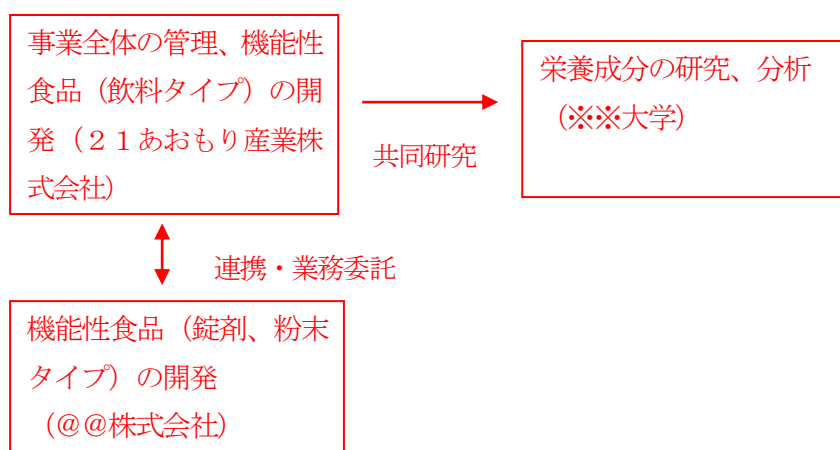 事業全体の管理、機能性
食品（飲料タイプ）の開
発（２１あおもり産業株
式会社）
栄養成分の研究、分析
（※※大学）
共同研究
連携・業務委託
機能性食品（錠剤、粉末
タイプ）の開発
（@@株式会社）